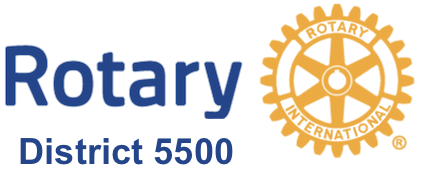 Rotary
District 5500
ROTARY
INTERNATIONAL
®